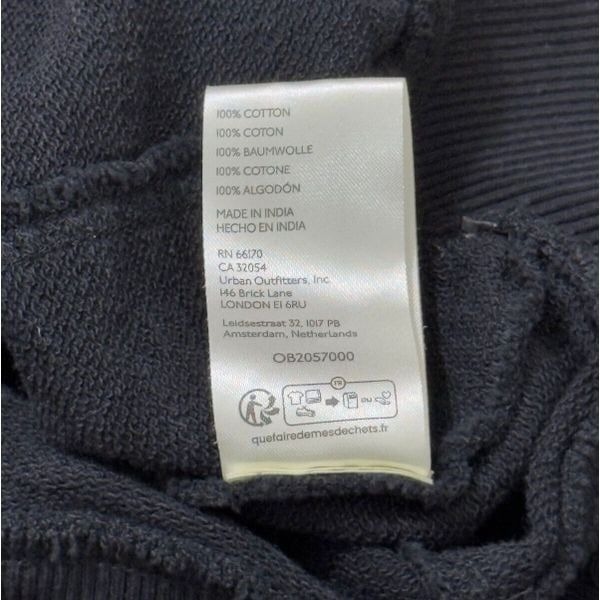 100% COTTON
100% COTON
100% BAUMWOLLE
100% COTONE
100% ALGODÓN
MADE IN INDIA
HECHO EN INDIA
RN 66170
CA 32054
Urban Outfitters, Inc.
146 Brick Lane
LONDON E1 6RU
Leidsestraat 32, 1017 PB
Amsterdam, Netherlands
OB2057000
FR
OU
quefairedemesdechets.fr